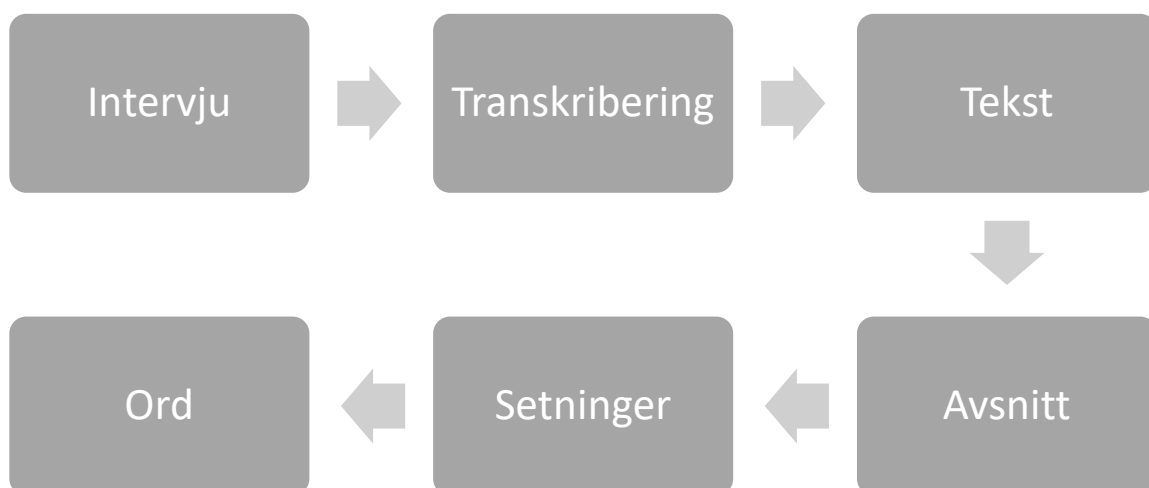 Intervju
Transkribering
Tekst
Avsnitt
Setninger
Ord